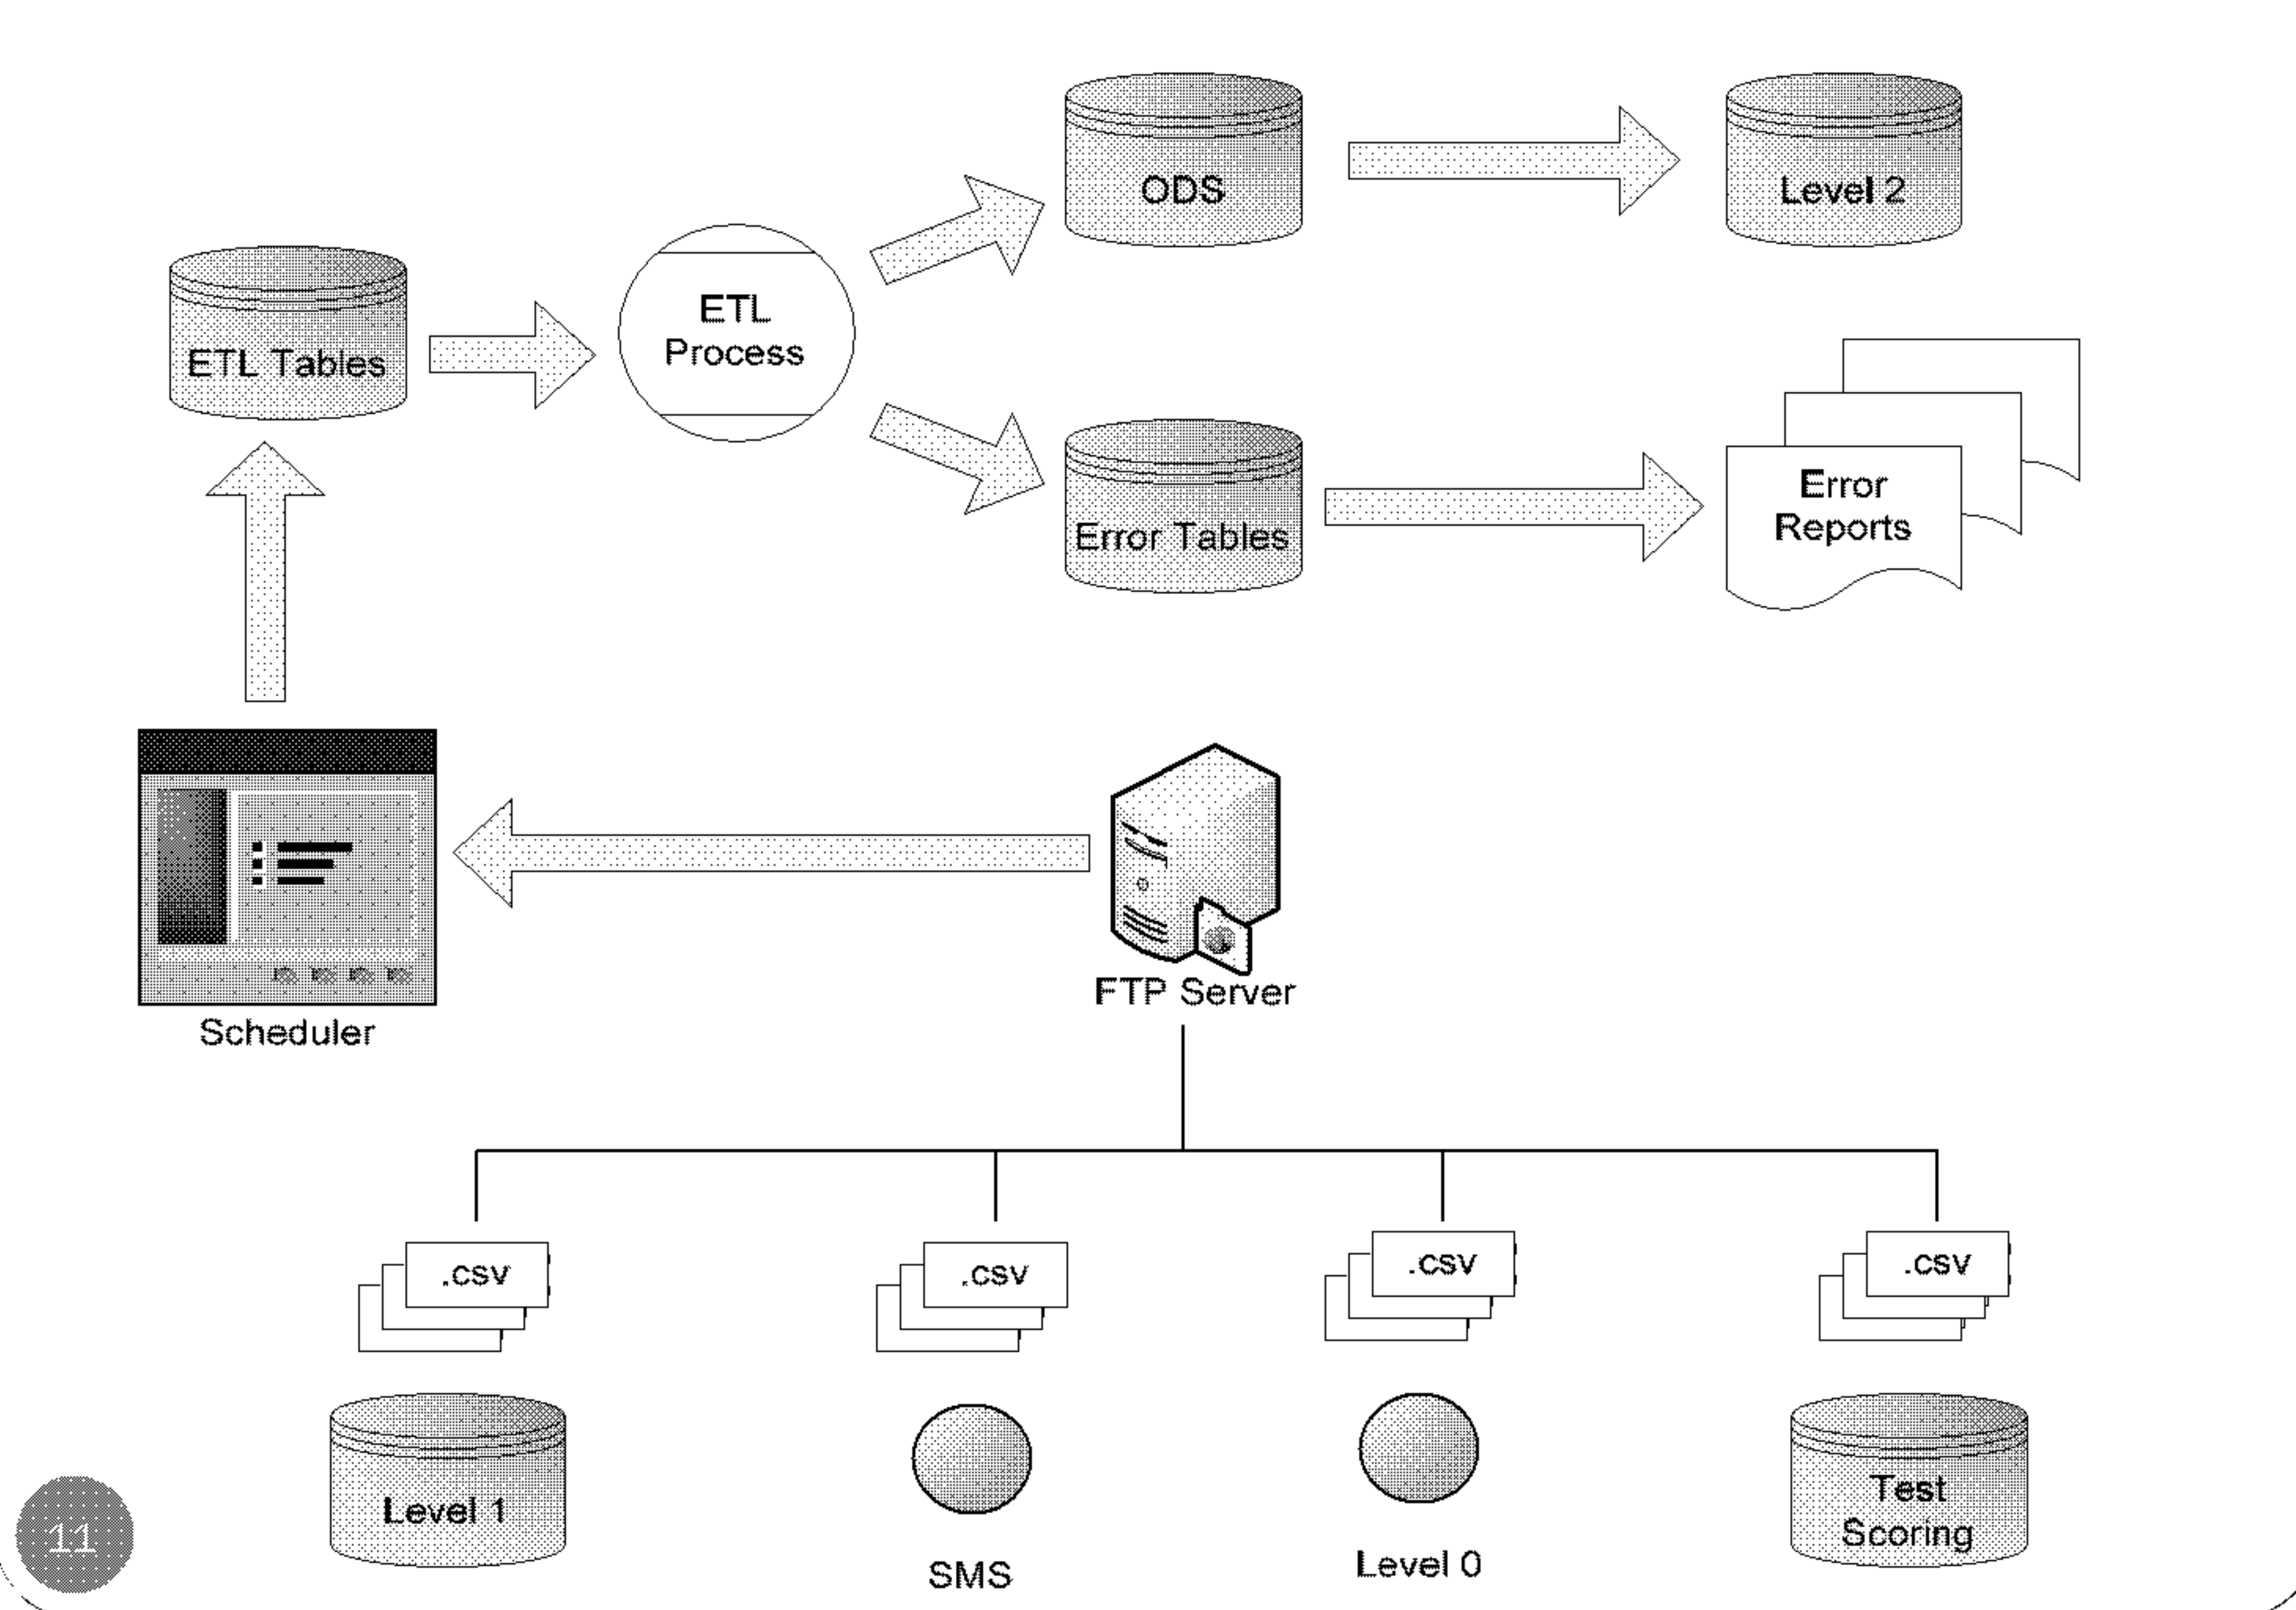 ODS
Level 2
ETL Tables
ETL
Process
Error Tables
Error
Reports
Scheduler
FTP Server
.csv
.csv
.csv
.csv
Level 1
SMS
Level 0
Test
Scoring
11